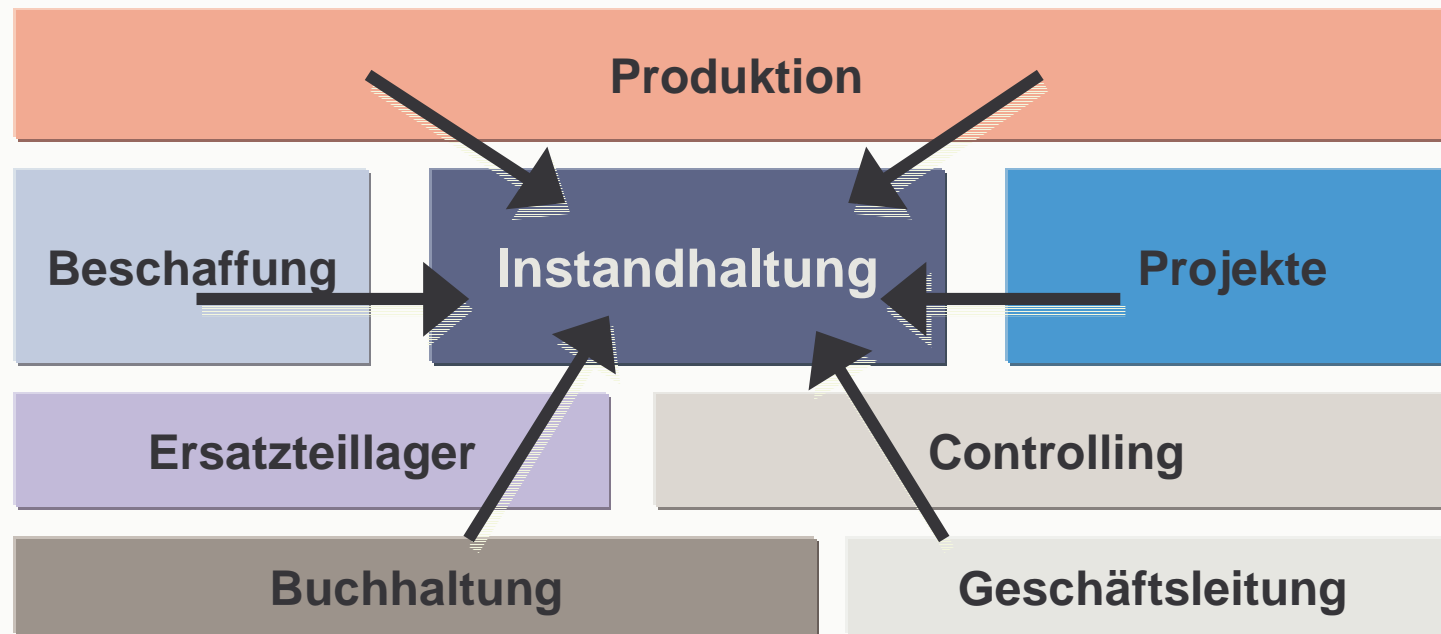 Produktion
Beschaffung
Instandhaltung
Projekte
Ersatzteillager
Controlling
Buchhaltung
Geschäftsleitung